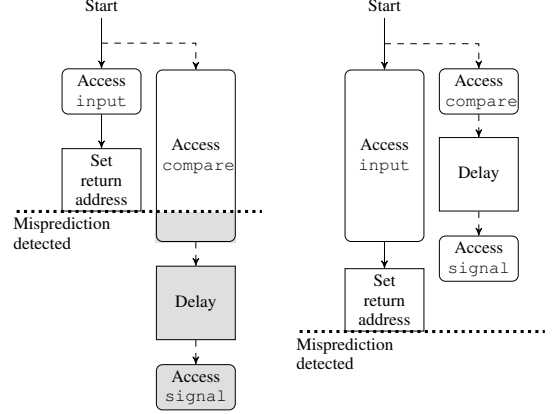 Start
Access
input
Access
compare
Set
return
address
Misprediction
detected
Delay
Access
signal
Start
Access
input
Access
compare
Delay
Access
signal
Set
return
address
Misprediction
detected